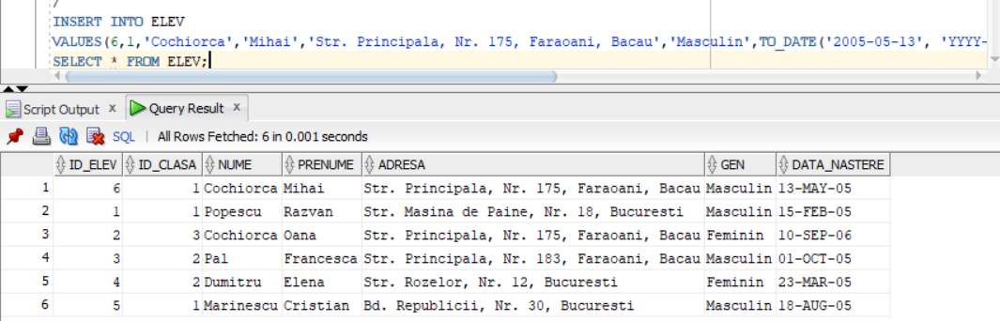 /
INSERT INTO ELEV
VALUES(6,1,'Cochiorca','Mihai','Str. Principala, Nr. 175, Faraoani, Bacau','Masculin',TO_DATE('2005-05-13', 'YYYY-
SELECT * FROM ELEV;
Script Output x Query Result x
SQL | All Rows Fetched: 6 in 0.001 seconds
ID_ELEV ID_CLASA NUME PRENUME ADRESA GEN DATA_NASTERE
1 6 1 Cochiorca Mihai Str. Principala, Nr. 175, Faraoani, Bacau Masculin 13-MAY-05
2 1 1 Popescu Razvan Str. Masina de Paine, Nr. 18, Bucuresti Masculin 15-FEB-05
3 2 3 Cochiorca Oana Str. Principala, Nr. 175, Faraoani, Bacau Feminin 10-SEP-06
4 3 2 Pal Francesca Str. Principala, Nr. 183, Faraoani, Bacau Masculin 01-OCT-05
5 4 2 Dumitru Elena Str. Rozelor, Nr. 12, Bucuresti Feminin 23-MAR-05
6 5 1 Marinescu Cristian Bd. Republicii, Nr. 30, Bucuresti Masculin 18-AUG-05